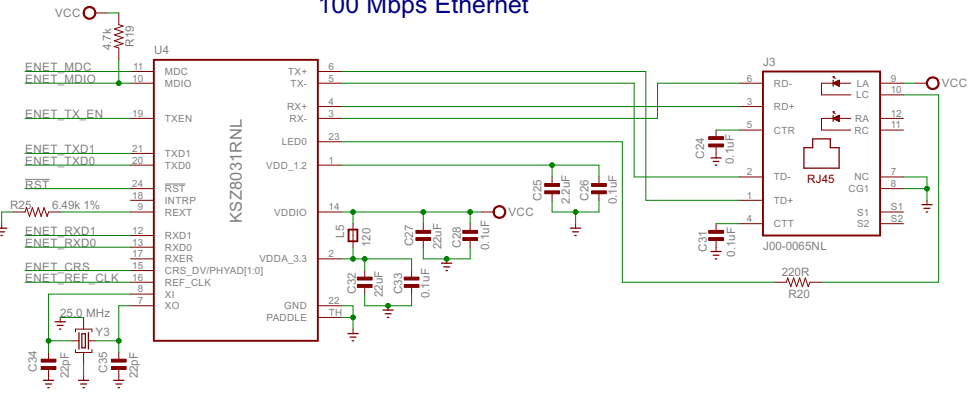 100 Mbps Ethernet
VCC
4.7k
R19
U4
J3
ENET_MDC 11 MDC
ENET_MDIO 10 MDIO
ENET_TX_EN 19 TXEN
ENET_TXD1 21 TXD1
ENET_TXD0 20 TXD0
RST 24 RST
18 INTRP
R25 6.49k 1% 9 REXT
ENET_RXD1 12 RXD1
ENET_RXD0 13 RXD0
17 RXER
ENET_CRS 15 CRS_DV/PHYAD[1:0]
ENET_REF_CLK 16 REF_CLK
8 XI
7 XO
KSZ8031RNL
TX+ 6
TX- 5
RX+ 4
RX- 3
LED0 23
VDD_1.2 1
VDDIO 14
VDDA_3.3 2
GND 22
PADDLE TH
25.0 MHz
Y3
C34
22pF
C35
22pF
L5
120
C32
22uF
C33
0.1uF
C27
22uF
C28
0.1uF
VCC
C25
2.2uF
C26
0.1uF
C24
0.1uF
C31
0.1uF
6 RD-
3 RD+
5 CTR
2 TD-
1 TD+
4 CTT
LA 9
LC 10
RA 12
RC 11
RJ45
NC 7
CG1 8
S1 S1
S2 S2
VCC
J00-0065NL
220R
R20